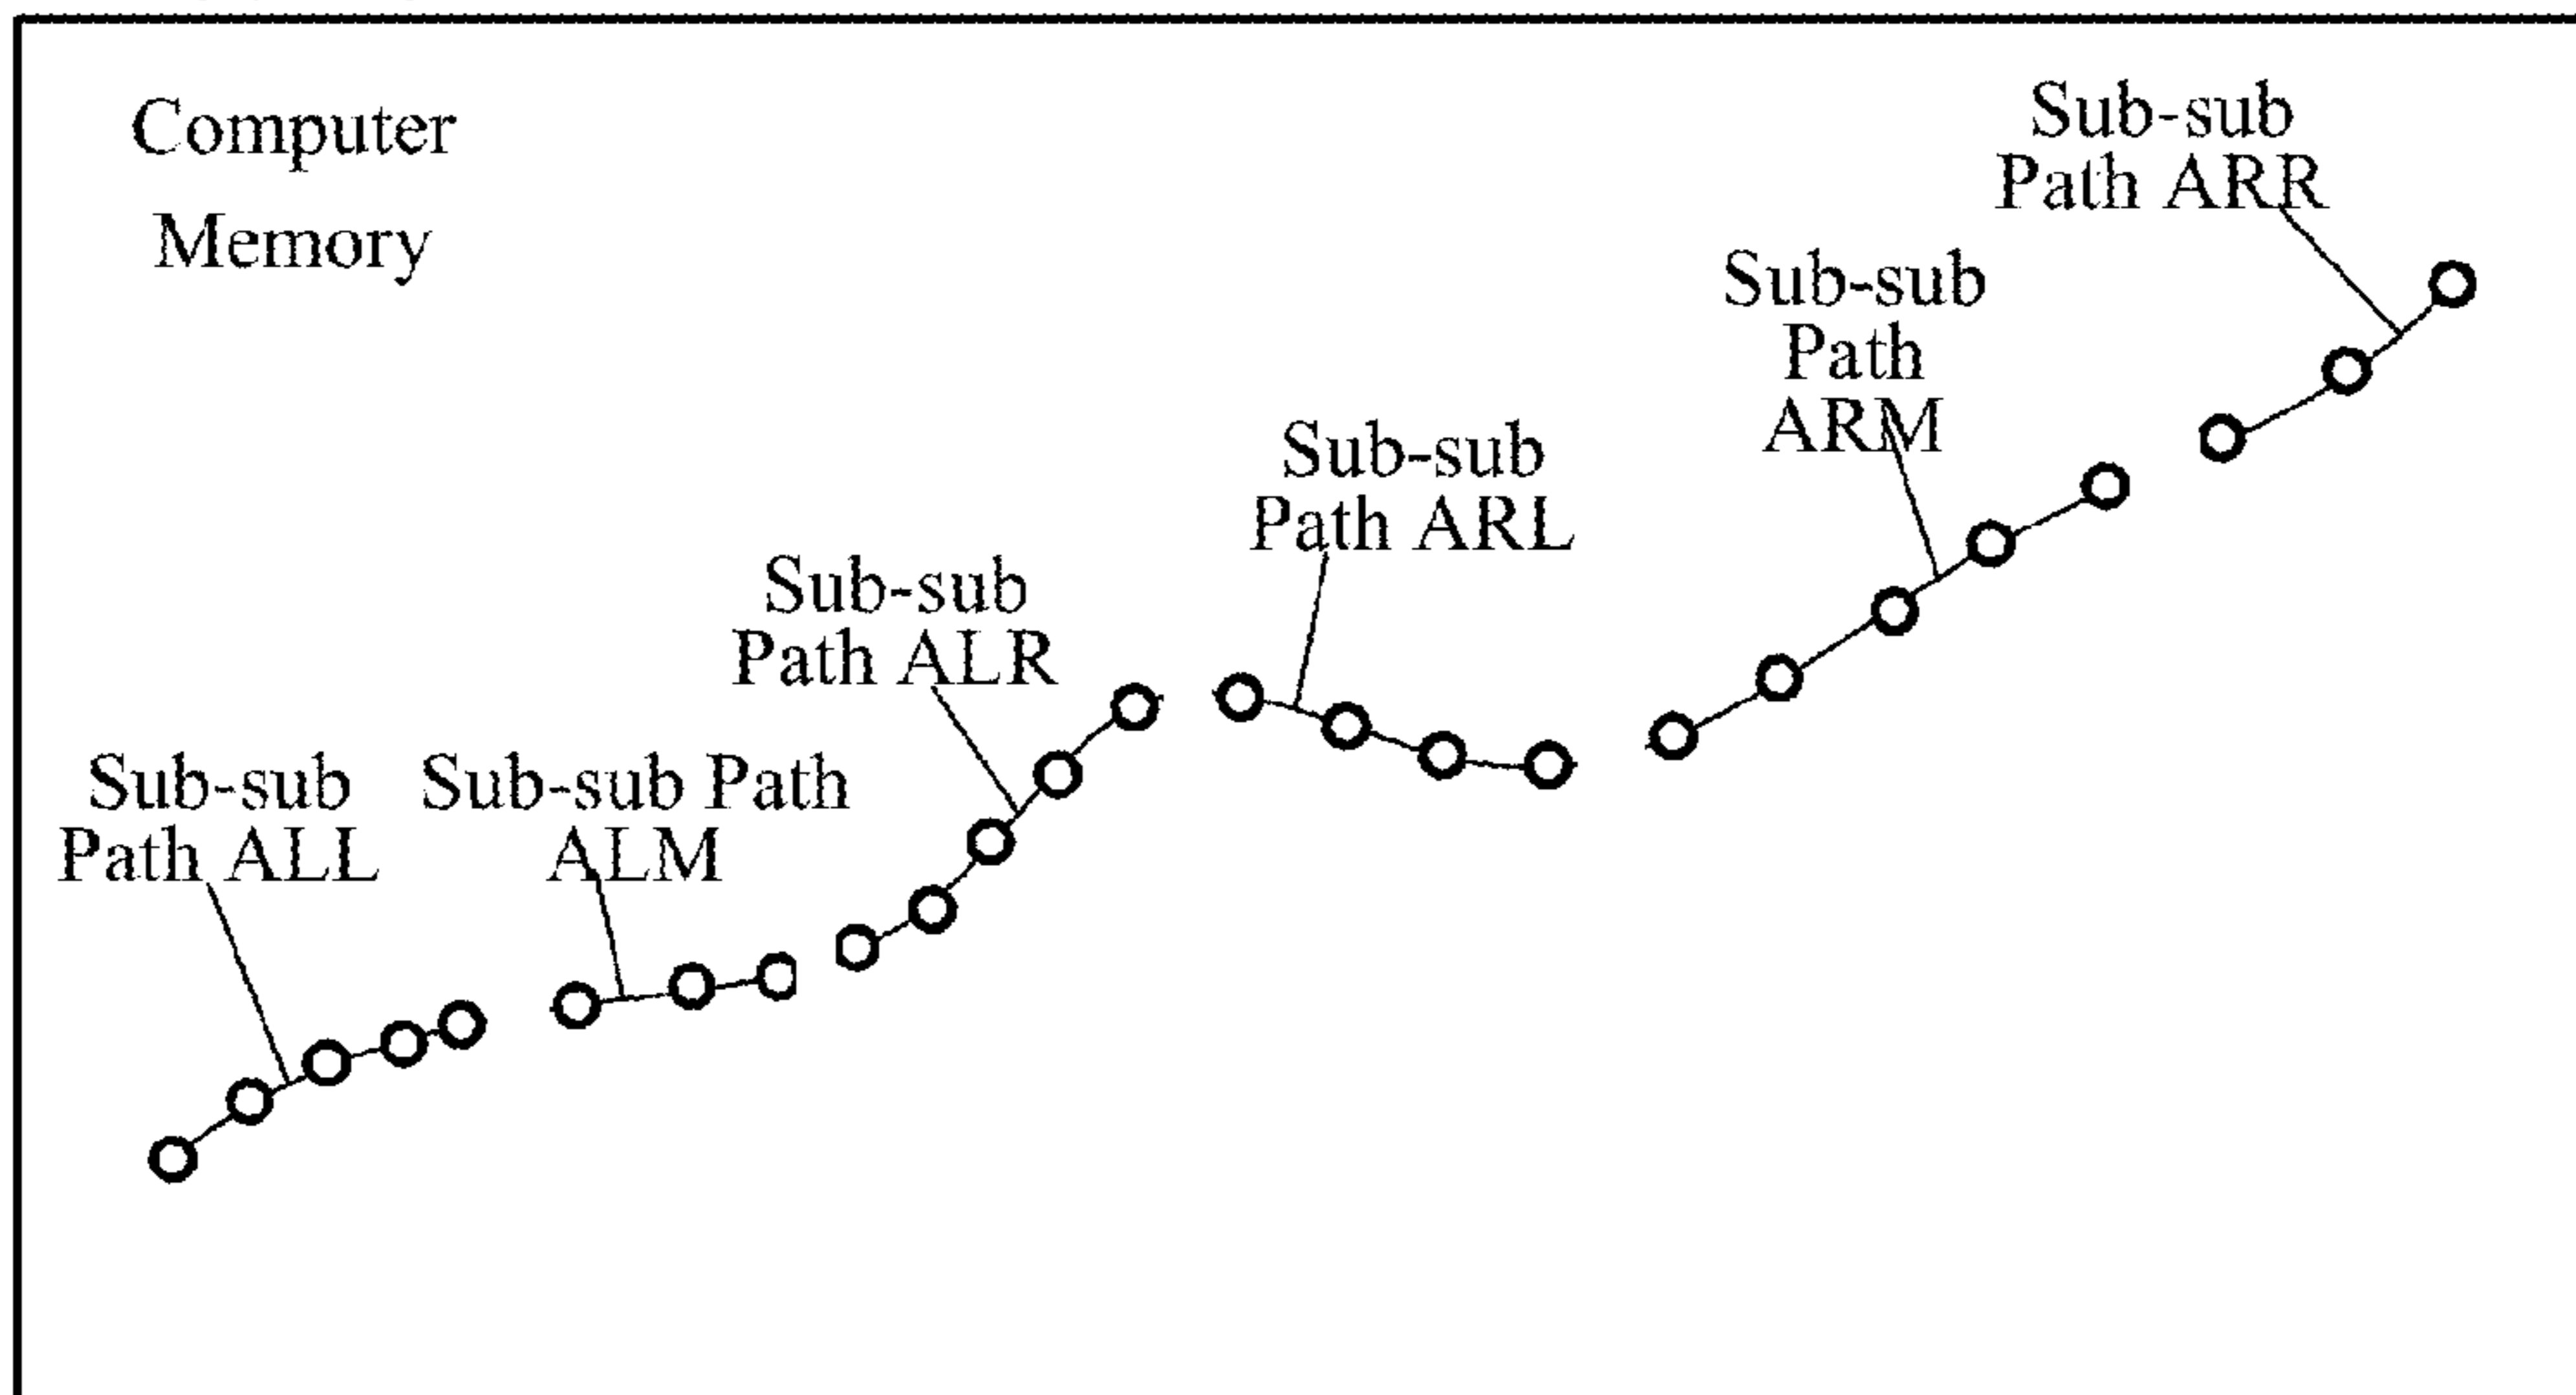 Computer
Memory
Sub-sub
Path ARR
Sub-sub
Path
ARM
Sub-sub
Path ARL
Sub-sub
Path ALR
Sub-sub
Path ALL
Sub-sub Path
ALM